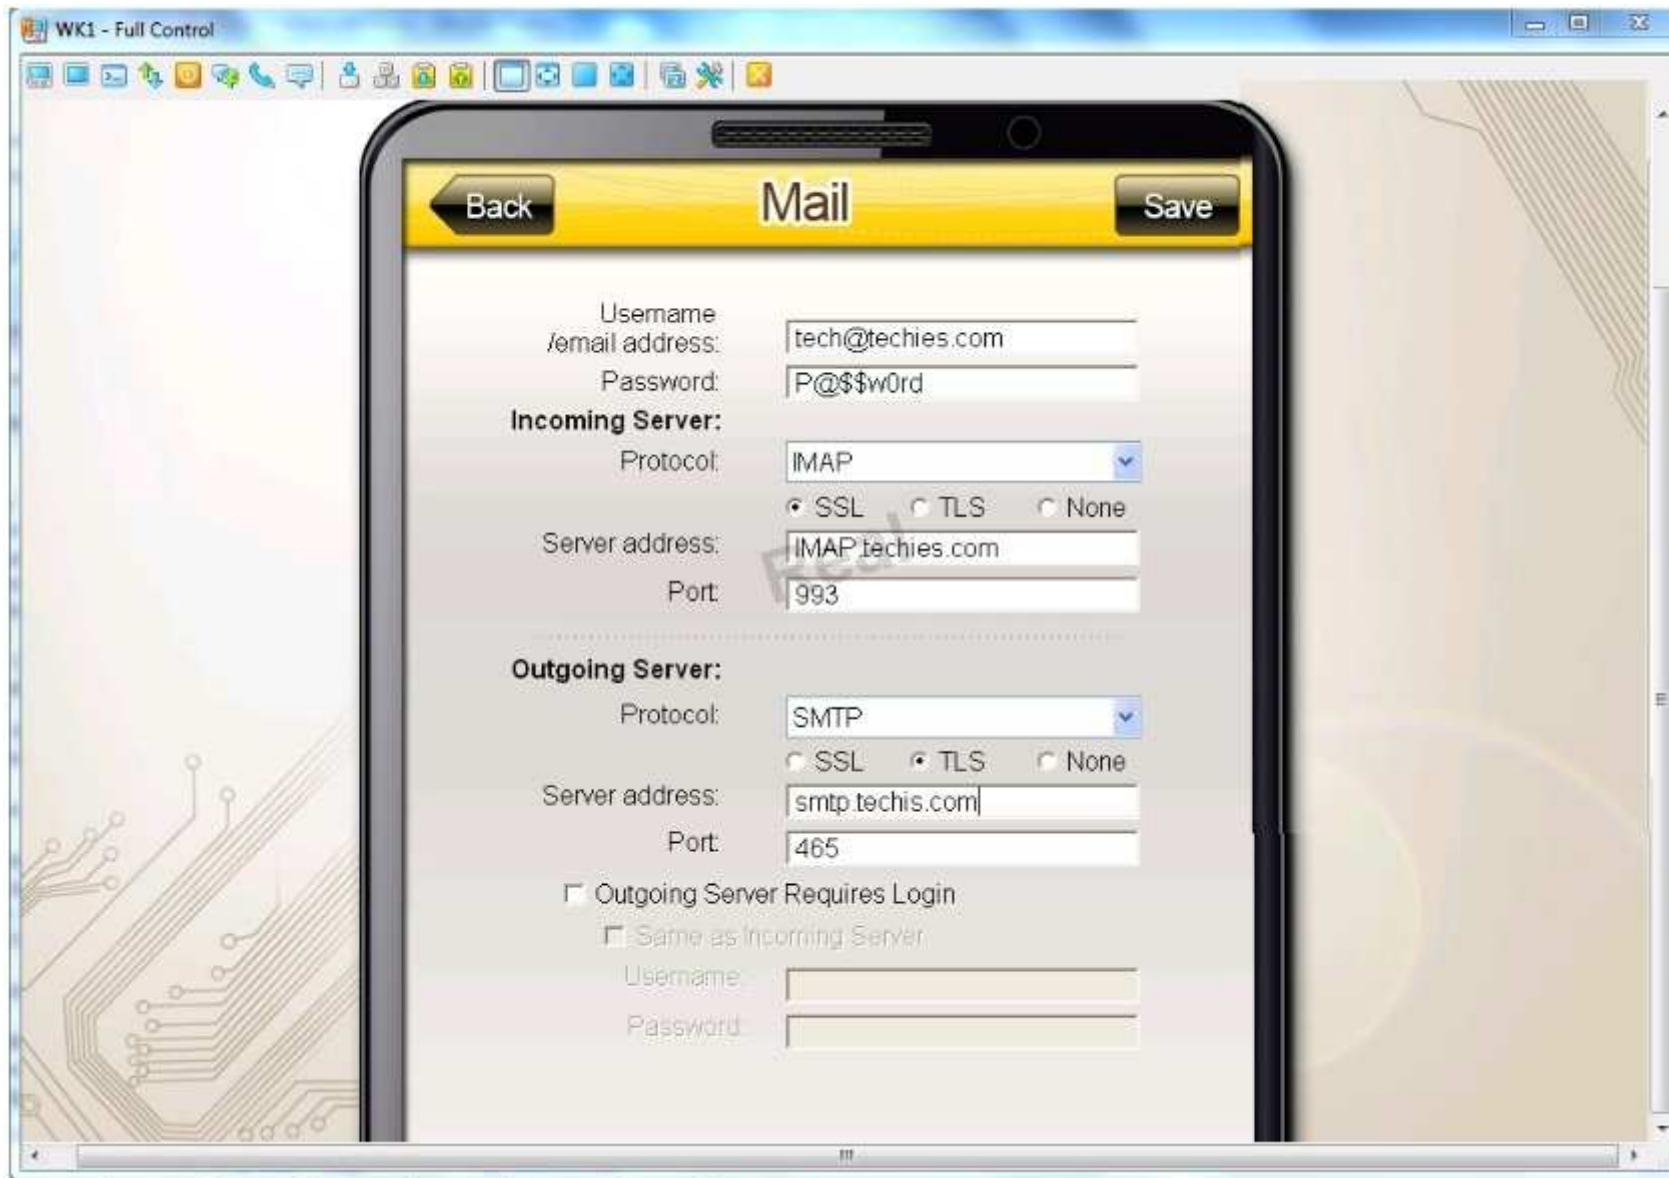 WK1 - Full Control
Back
Mail
Save
Username
/email address:
tech@techies.com
Password:
P@$$w0rd
Incoming Server:
Protocol:
IMAP
SSL TLS None
Server address:
IMAP.techies.com
Real
Port:
993
Outgoing Server:
Protocol:
SMTP
SSL TLS None
Server address:
smtp.techis.com
Port:
465
Outgoing Server Requires Login
Same as Incoming Server
Username:
Password: